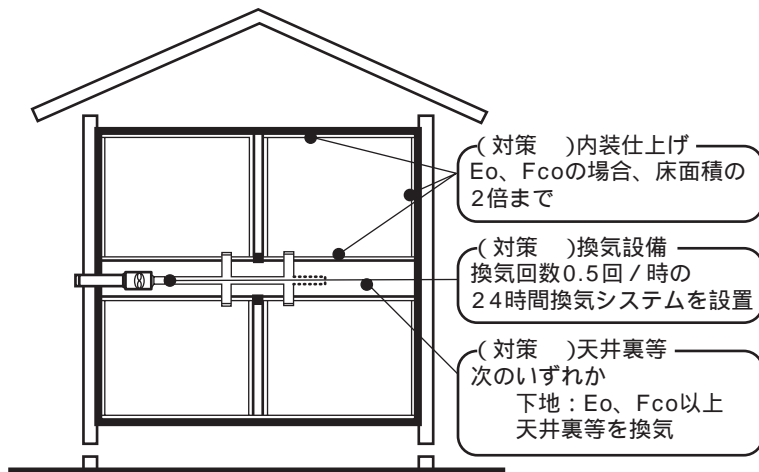 (対策　)内装仕上げ
Eo、Fcoの場合、床面積の
2倍まで
(対策　)換気設備
換気回数0.5回/時の
24時間換気システムを設置
(対策　)天井裏等
次のいずれか
下地：Eo、Fco以上
天井裏等を換気